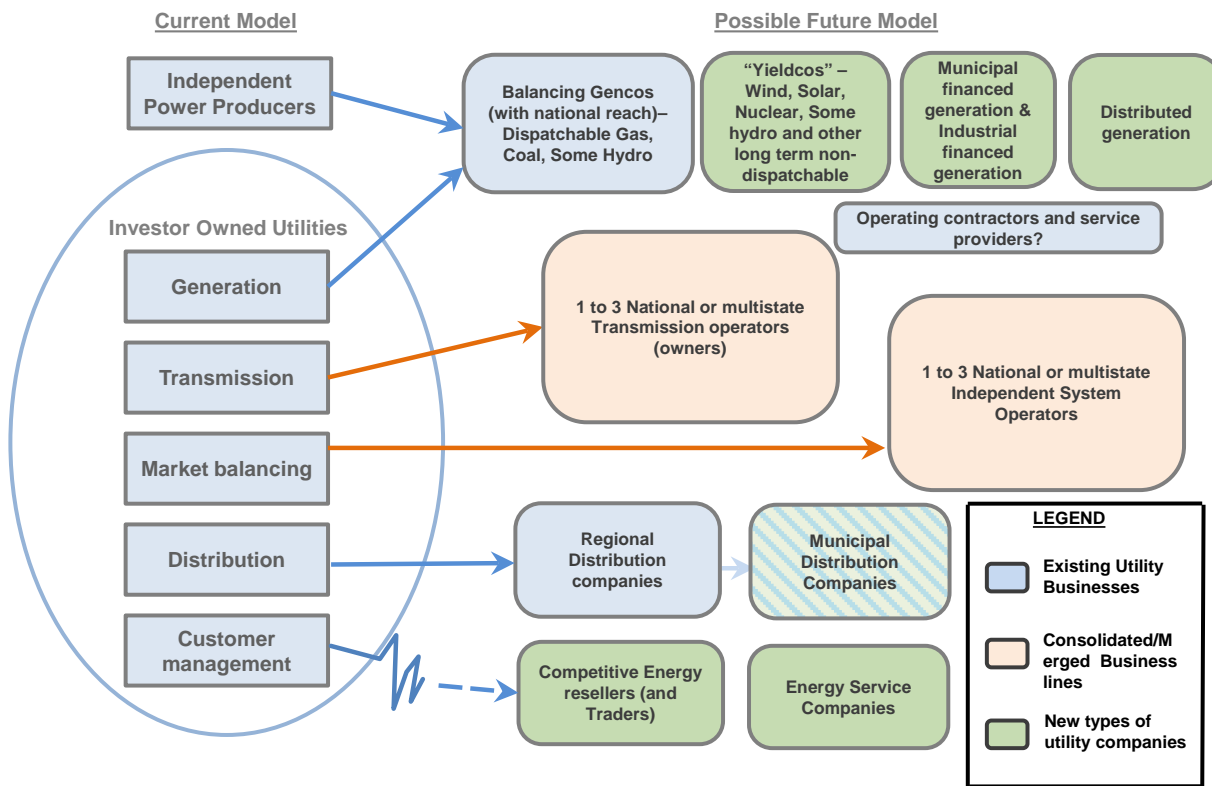 Current Model
Possible Future Model
Independent
Power Producers
Balancing Gencos
(with national reach)–
Dispatchable Gas,
Coal, Some Hydro
“Yieldcos” –
Wind, Solar,
Nuclear, Some
hydro and other
long term non-
dispatchable
Municipal
financed
generation &
Industrial
financed
generation
Distributed
generation
Operating contractors and service
providers?
Investor Owned Utilities
Generation
1 to 3 National or multistate
Transmission operators
(owners)
Transmission
1 to 3 National or multistate
Independent System
Operators
Market balancing
Distribution
Regional
Distribution
companies
Municipal
Distribution
Companies
Customer
management
Competitive Energy
resellers (and
Traders)
Energy Service
Companies
LEGEND
Existing Utility
Businesses
Consolidated/M
erged Business
lines
New types of
utility companies